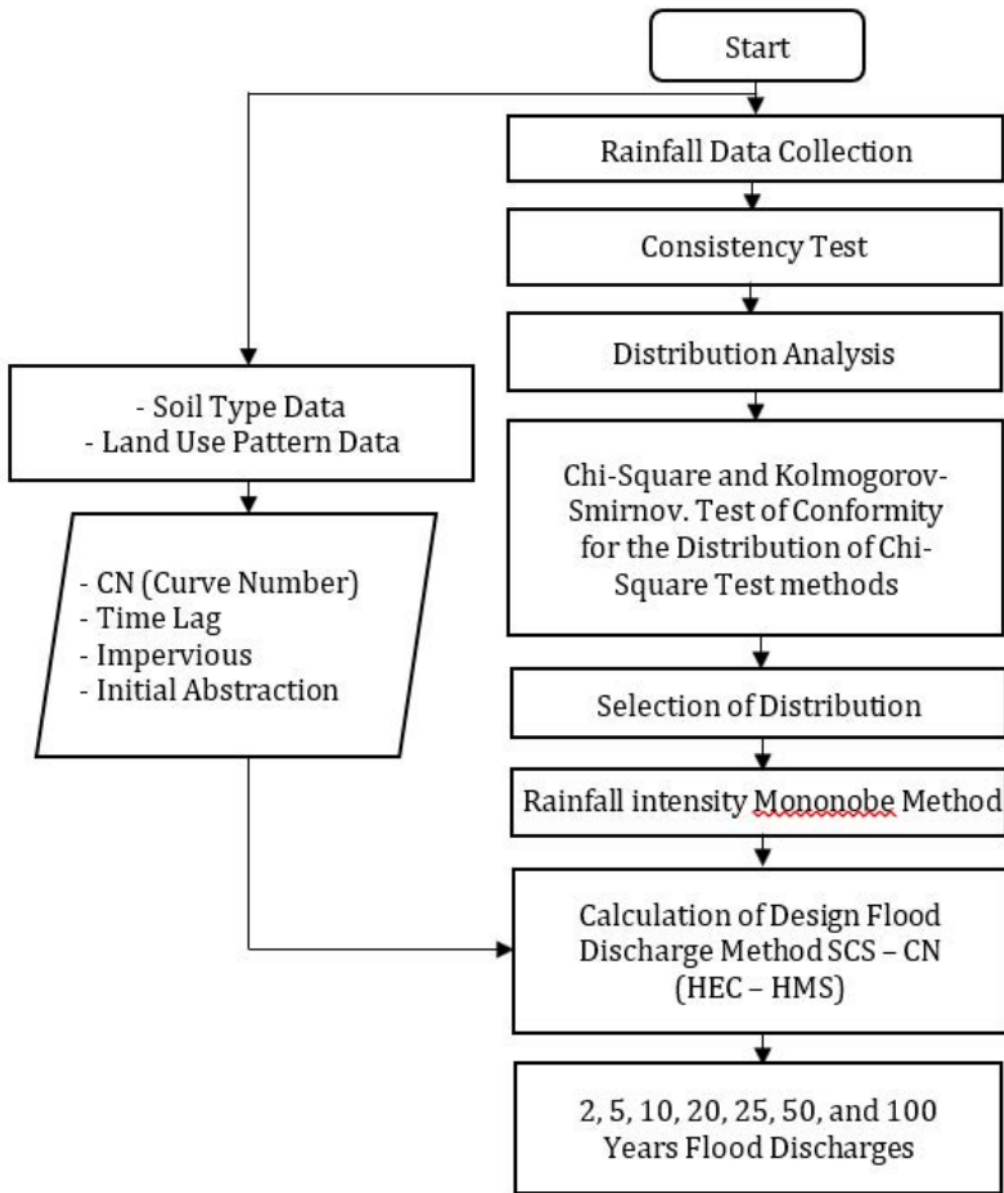 Start
Rainfall Data Collection
Consistency Test
Distribution Analysis
- Soil Type Data
- Land Use Pattern Data
Chi-Square and Kolmogorov-
Smirnov. Test of Conformity
for the Distribution of Chi-
Square Test methods
- CN (Curve Number)
- Time Lag
- Impervious
- Initial Abstraction
Selection of Distribution
Rainfall intensity Mononobe Method
Calculation of Design Flood
Discharge Method SCS – CN
(HEC – HMS)
2, 5, 10, 20, 25, 50, and 100
Years Flood Discharges